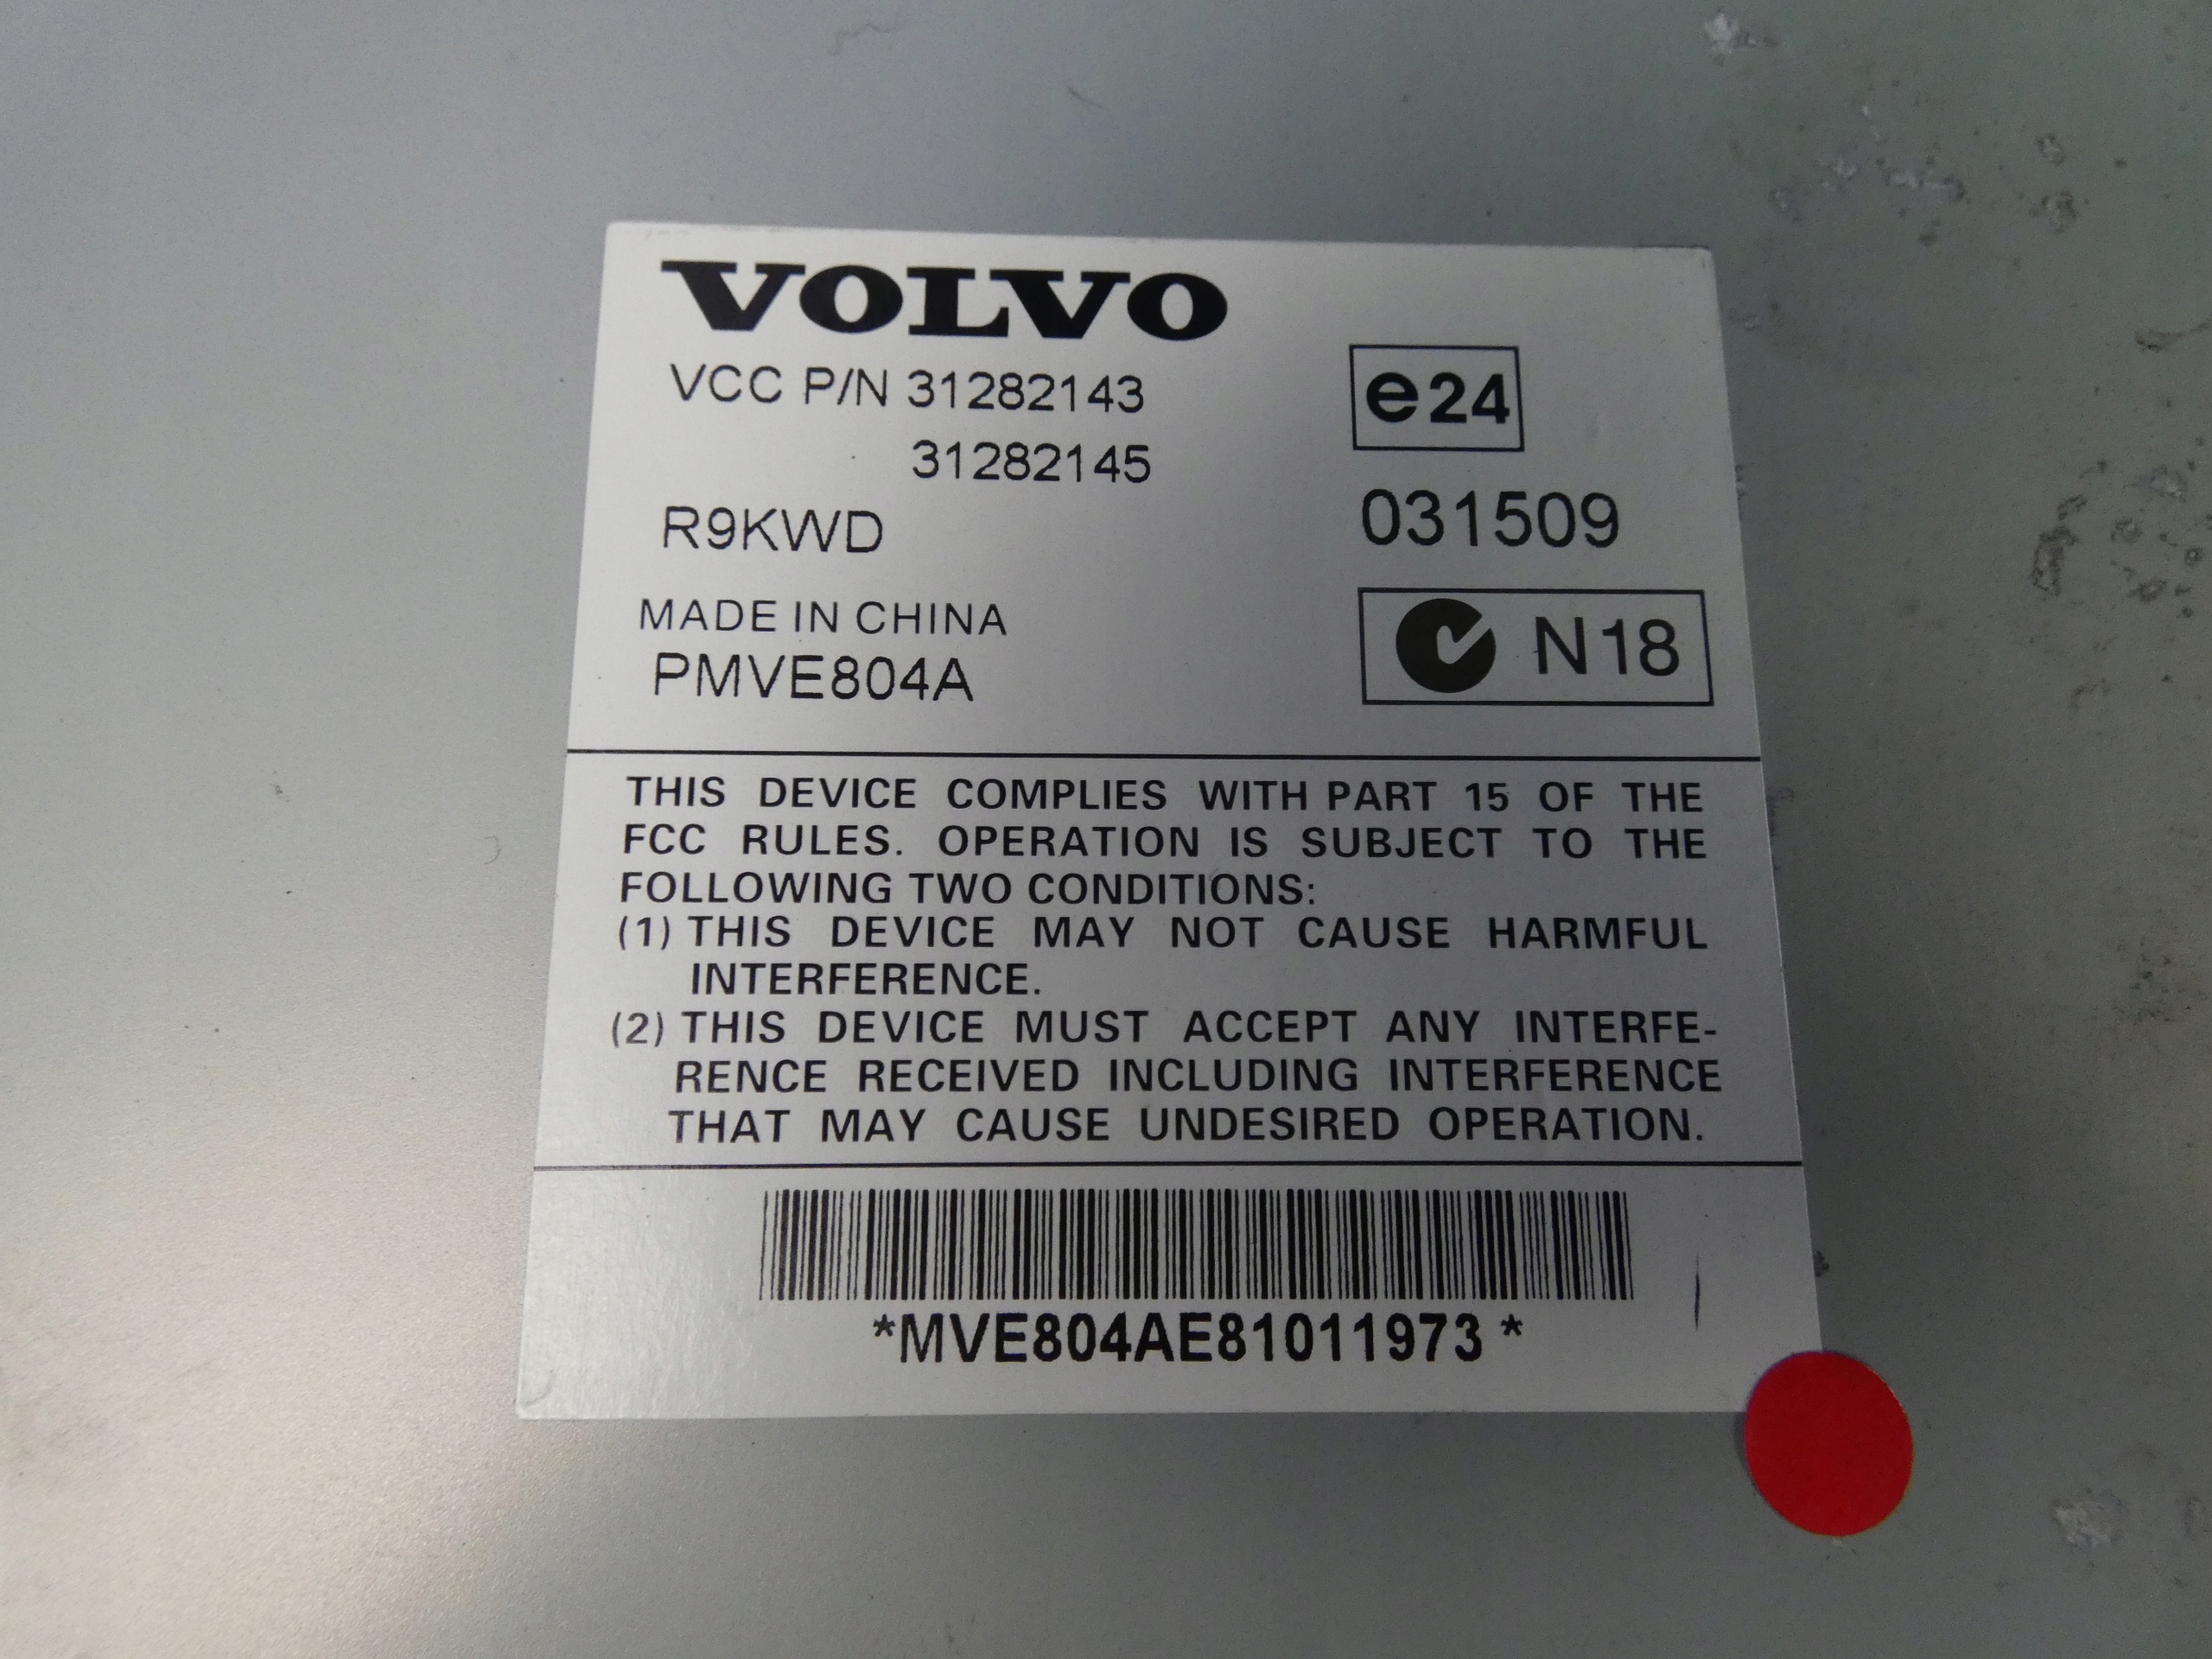 VOLVO
VCC P/N 31282143
31282145
e24
R9KWD
031509
MADE IN CHINA
N18
PMVE804A
THIS DEVICE COMPLIES WITH PART 15 OF THE
FCC RULES. OPERATION IS SUBJECT TO THE
FOLLOWING TWO CONDITIONS:
(1) THIS DEVICE MAY NOT CAUSE HARMFUL
INTERFERENCE.
(2) THIS DEVICE MUST ACCEPT ANY INTERFE-
RENCE RECEIVED INCLUDING INTERFERENCE
THAT MAY CAUSE UNDESIRED OPERATION.
*MVE804AE81011973*